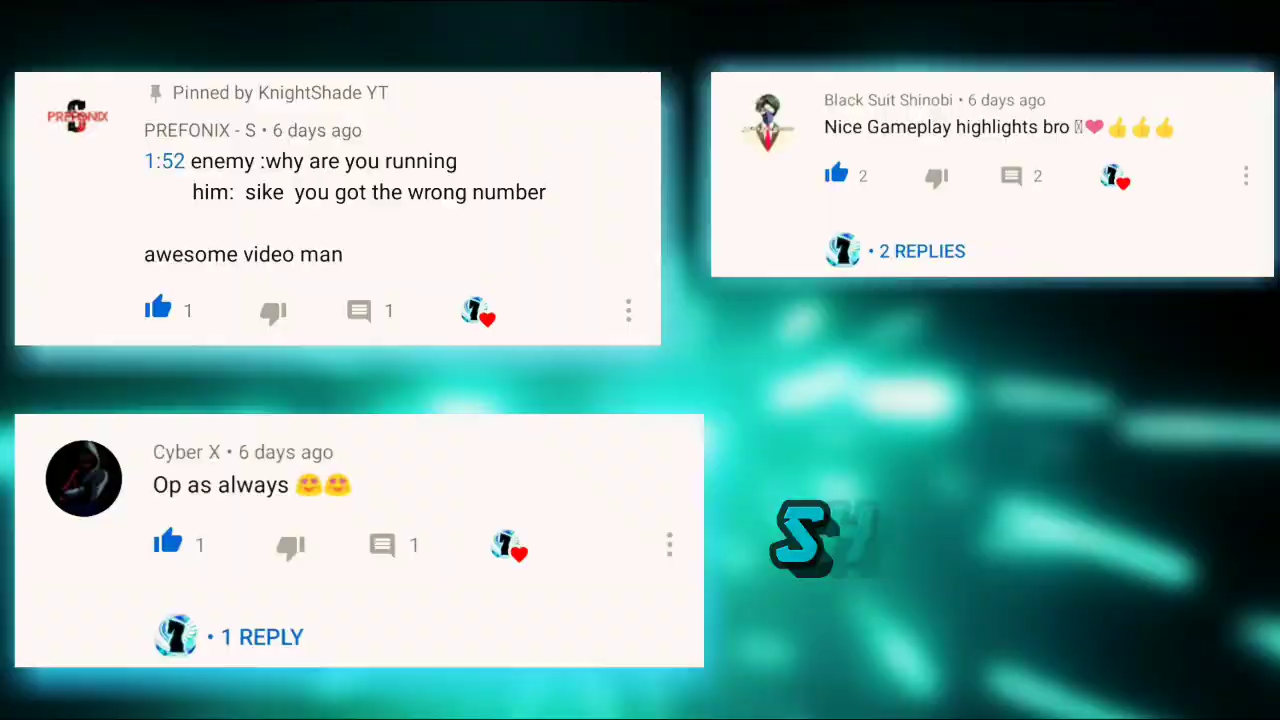 Pinned by KnightShade YT
PREFONIX - S • 6 days ago
1:52 enemy :why are you running
him: sike you got the wrong number
awesome video man
1
1
PREFONIX
S
Black Suit Shinobi • 6 days ago
Nice Gameplay highlights bro ❤👍👍👍
2
2
• 2 REPLIES
Cyber X • 6 days ago
Op as always 😍😍
1
1
• 1 REPLY
SH